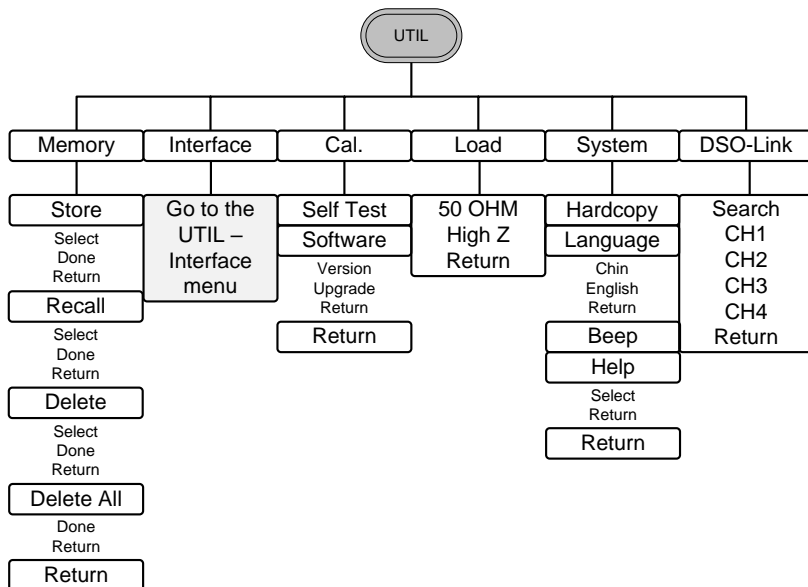 UTIL
Memory
Interface
Cal.
Load
System
DSO-Link
Store
Select
Done
Return
Recall
Select
Done
Return
Delete
Select
Done
Return
Delete All
Done
Return
Return
Go to the
UTIL –
Interface
menu
Self Test
Software
Version
Upgrade
Return
Return
50 OHM
High Z
Return
Hardcopy
Language
Chin
English
Return
Beep
Help
Select
Return
Return
Search
CH1
CH2
CH3
CH4
Return